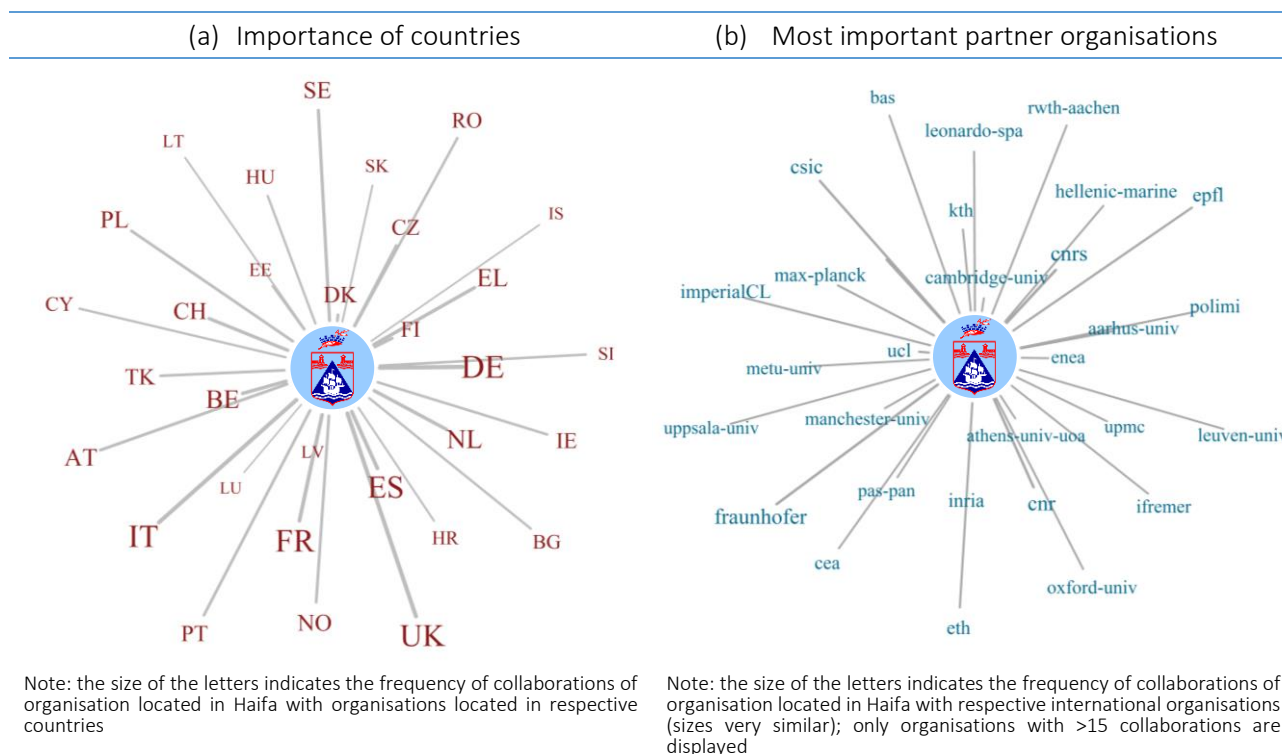 (a) Importance of countries
(b) Most important partner organisations
SE
RO
LT
SK
HU
IS
PL
CZ
EE
EL
DK
CY
CH
FI
SI
DE
TK
BE
NL
IE
AT
LV
ES
LU
IT
FR
HR
BG
NO
PT
UK
bas
rwth-aachen
leonardo-spa
csic
hellenic-marine
epfl
kth
cnrs
max-planck
cambridge-univ
imperialCL
polimi
aarhus-univ
ucl
enea
metu-univ
manchester-univ
uppsala-univ
athens-univ-uoa
upmc
leuven-univ
pas-pan
inria
cnr
ifremer
fraunhofer
cea
oxford-univ
eth
Note: the size of the letters indicates the frequency of collaborations of
organisation located in Haifa with organisations located in respective
countries
Note: the size of the letters indicates the frequency of collaborations of
organisation located in Haifa with respective international organisations
(sizes very similar); only organisations with >15 collaborations are
displayed